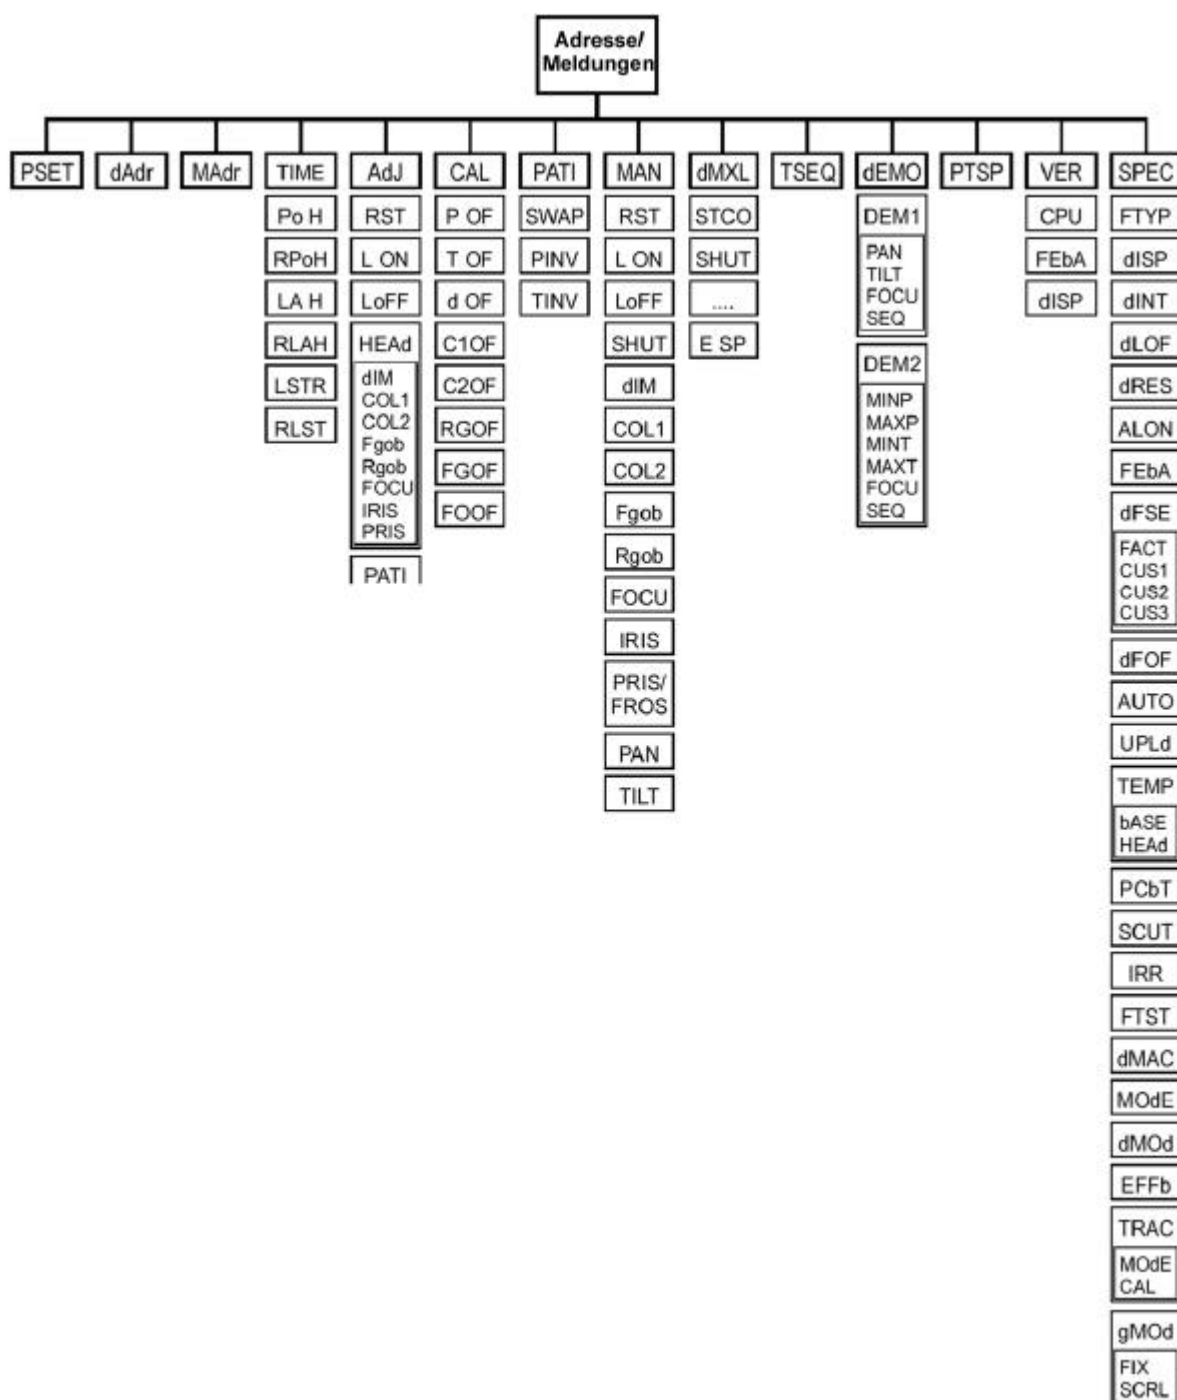 Adresse/
Meldungen
PSET
dAdr
MAdr
TIME
Po H
RPoH
LA H
RLAH
LSTR
RLST
AdJ
RST
L ON
LoFF
HEAd
dIM
COL1
COL2
Fgob
Rgob
FOCU
IRIS
PRIS
PATI
CAL
P OF
T OF
d OF
C1OF
C2OF
RGOF
FGOF
FOOF
PATI
SWAP
PINV
TINV
MAN
RST
L ON
LoFF
SHUT
dIM
COL1
COL2
Fgob
Rgob
FOCU
IRIS
PRIS/
FROS
PAN
TILT
dMXL
STCO
SHUT
....
E SP
TSEQ
dEMO
DEM1
PAN
TILT
FOCU
SEQ
DEM2
MINP
MAXP
MINT
MAXT
FOCU
SEQ
PTSP
VER
CPU
FEbA
dISP
SPEC
FTYP
dISP
dINT
dLOF
dRES
ALON
FEbA
dFSE
FACT
CUS1
CUS2
CUS3
dFOF
AUTO
UPLd
TEMP
bASE
HEAd
PCbT
SCUT
IRR
FTST
dMAC
MOdE
dMOd
EFFb
TRAC
MOdE
CAL
gMOd
FIX
SCRL